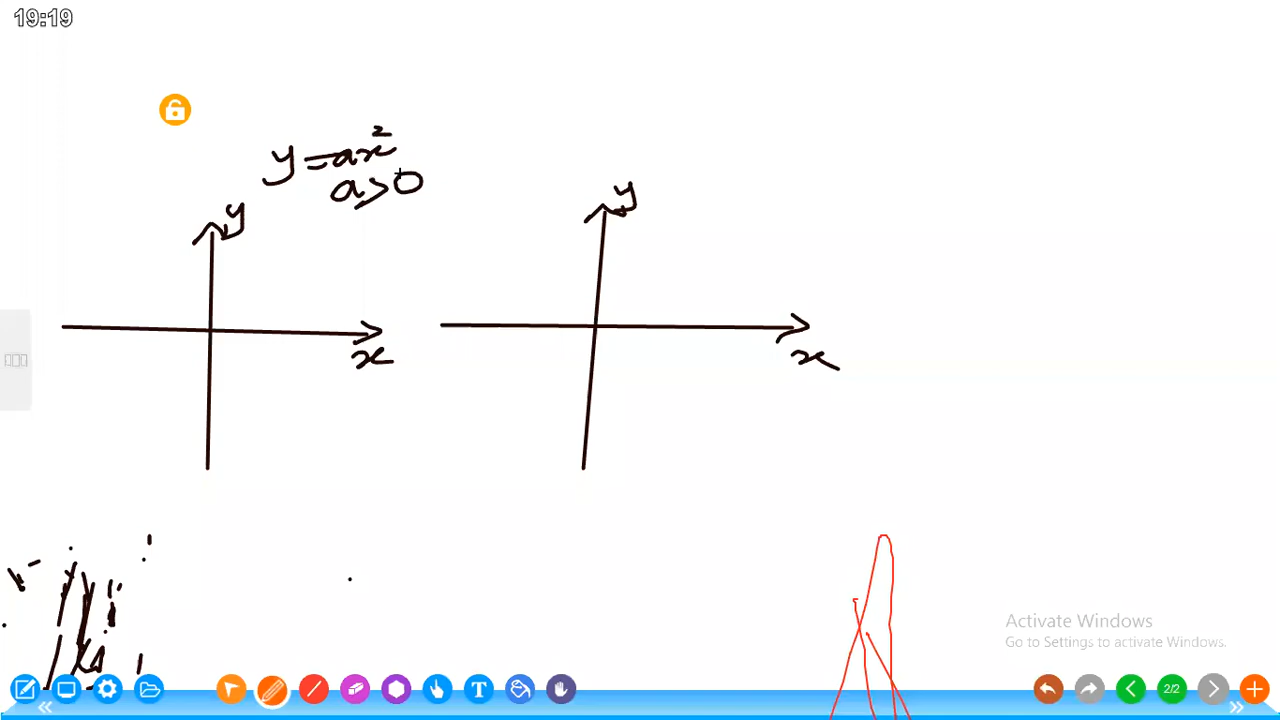 19:19
y = ax²
a > 0
y
y
x
x
Activate Windows
Go to Settings to activate Windows.
T
2/2